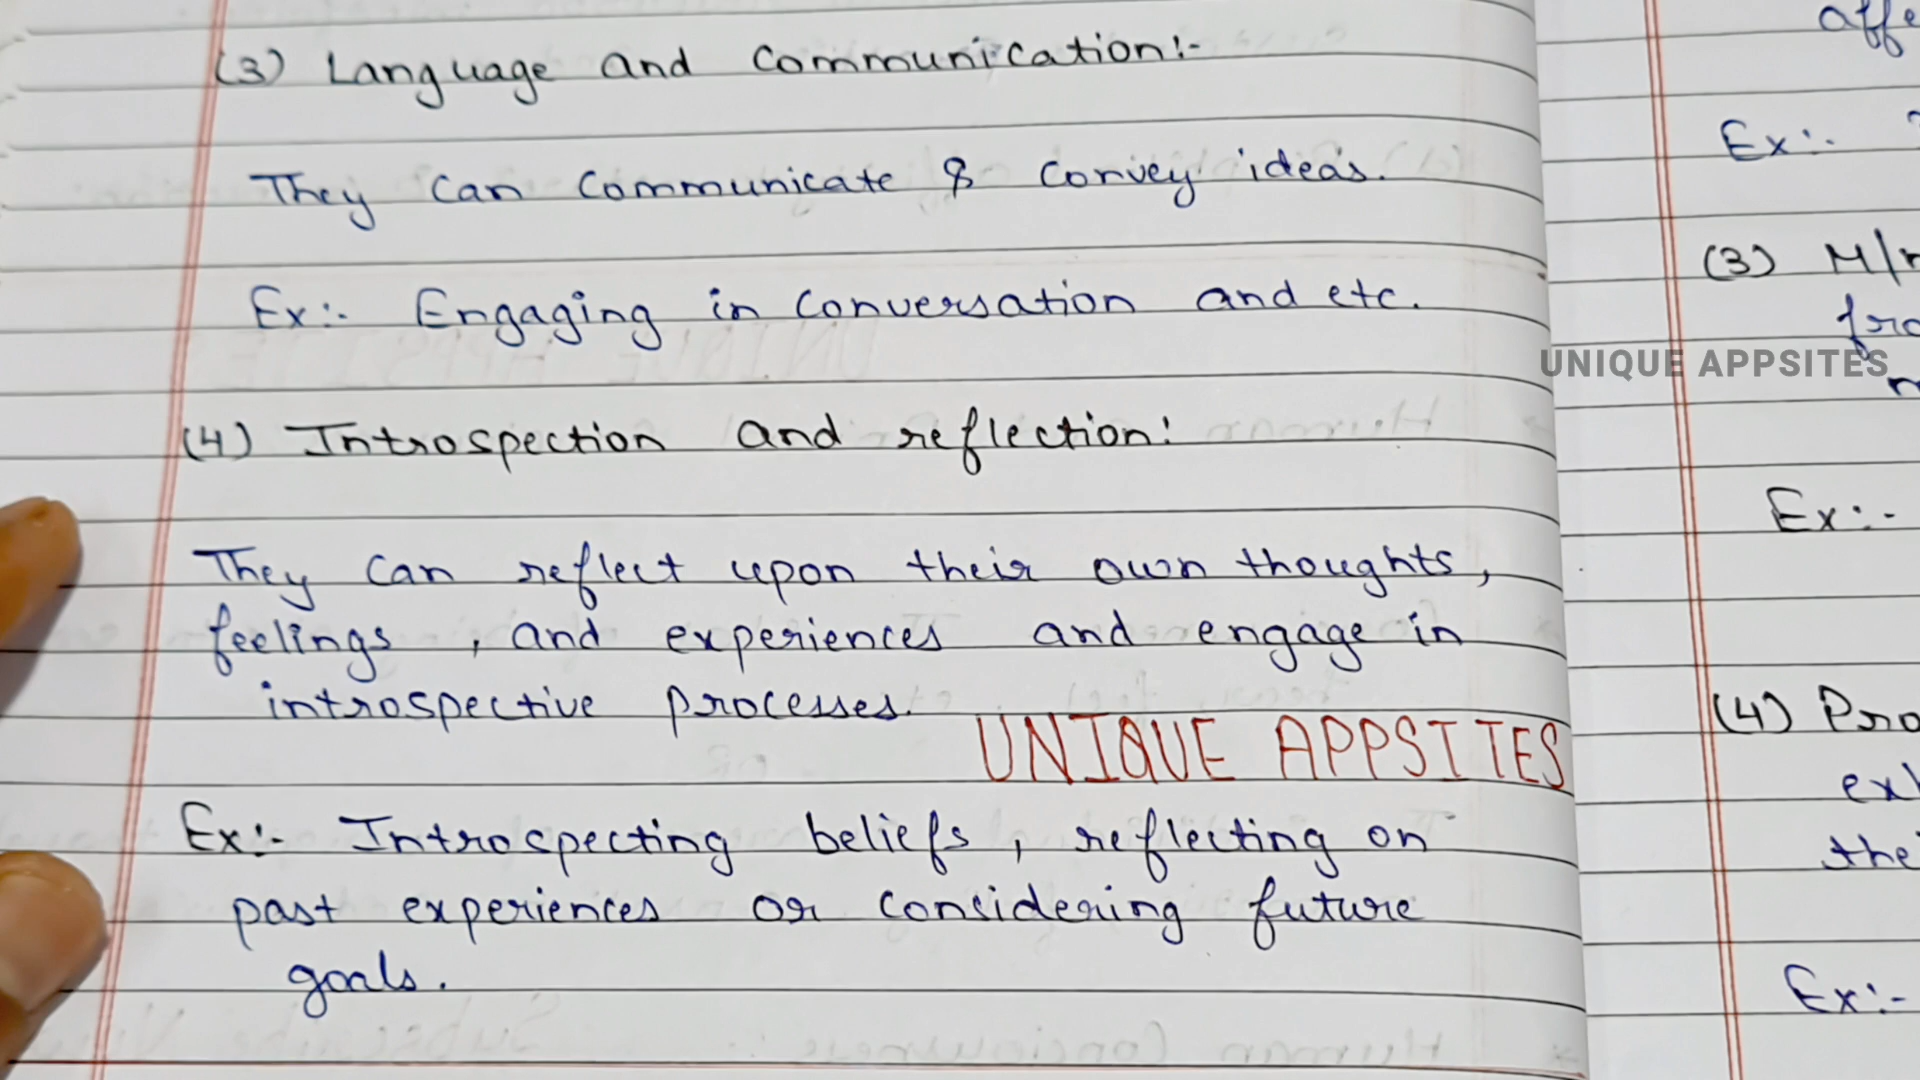 (3) Language and Communication:-
They can communicate & convey ideas.
Ex:- Engaging in conversation and etc.
(4) Introspection and reflection:
They can reflect upon their own thoughts,
feelings , and experiences and engage in
introspective processes.
UNIQUE APPSITES
Ex:- Introspecting beliefs , reflecting on
past experiences or considering future
goals.
Ex:-
(3)
UNIQUE APPSITES
Ex:-
(4)
Ex:-